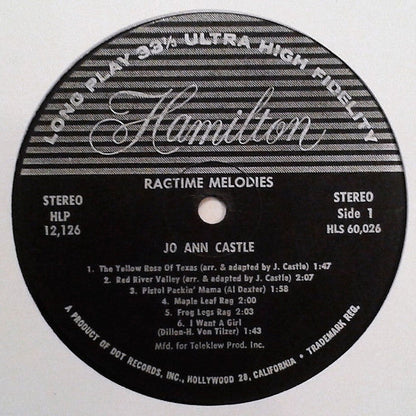 LONG PLAY 33⅓ ULTRA HIGH FIDELITY
Hamilton
RAGTIME MELODIES
STEREO
HLP
12,126
STEREO
Side 1
HLS 60,026
JO ANN CASTLE
1. The Yellow Rose Of Texas (arr. & adapted by J. Castle) 1:47
2. Red River Valley (arr. & adapted by J. Castle) 2:07
3. Pistol Packin' Mama (Al Dexter) 1:58
4. Maple Leaf Rag 2:00
5. Frog Legs Rag 2:03
6. I Want A Girl
(Dillon-H. Von Tilzer) 1:43
Mfd. for Teleklew Prod. Inc.
A PRODUCT OF DOT RECORDS, INC., HOLLYWOOD 28, CALIFORNIA • TRADEMARK REG.